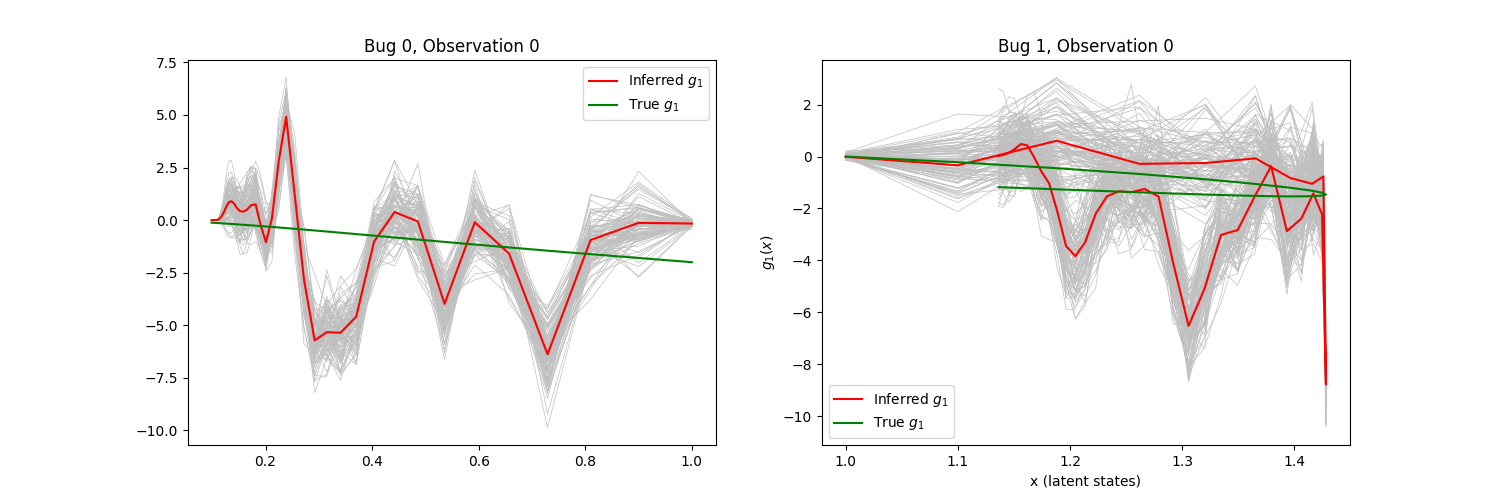 Bug 0, Observation 0
7.5
5.0
2.5
0.0
−2.5
−5.0
−7.5
−10.0
0.2 0.4 0.6 0.8 1.0
Inferred g₁
True g₁
Bug 1, Observation 0
g₁(x)
2
0
−2
−4
−6
−8
−10
1.0 1.1 1.2 1.3 1.4
x (latent states)
Inferred g₁
True g₁